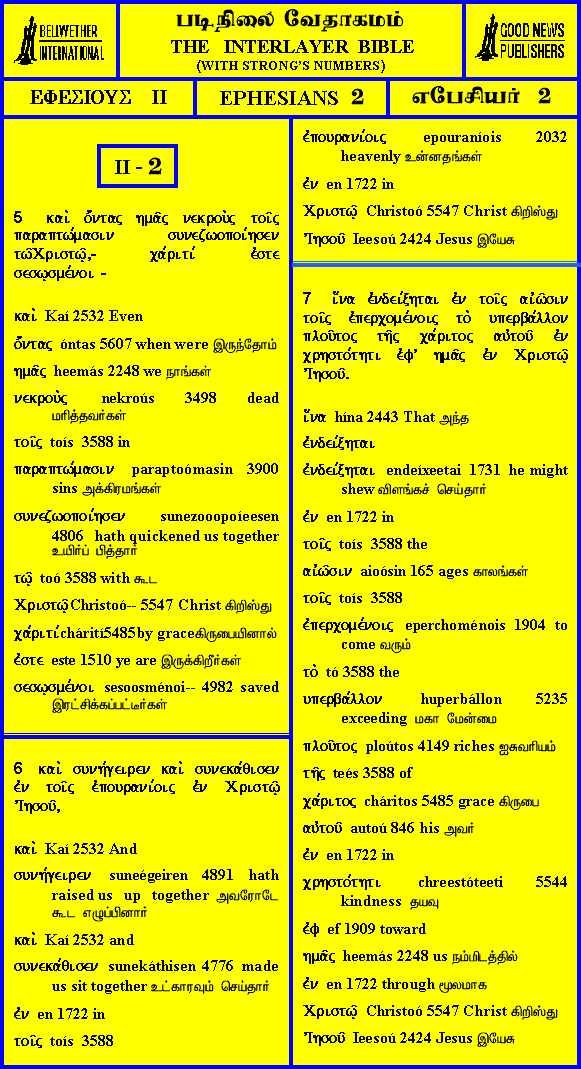 BELLWETHER
INTERNATIONAL
படிநிலை வேதாகமம்
THE INTERLAYER BIBLE
(WITH STRONG'S NUMBERS)
GOOD NEWS
PUBLISHERS
ΕΦΕΣΙΟΥΣ II
EPHESIANS 2
எபேசியர் 2
II - 2
5 καὶ ὄντας ημᾶς νεκροὺς τοῖς
παραπτώμασιν συνεζωοποίησεν
τῶΧριστῷ,- χάριτί ἐστε
σεσῳσμένοι -
καὶ Kaí 2532 Even
ὄντας óntas 5607 when were இருந்தோம்
ημᾶς heemás 2248 we நாங்கள்
νεκροὺς nekroús 3498 dead
மரித்தவர்கள்
τοῖς toís 3588 in
παραπτώμασιν paraptoómasin 3900
sins அக்கிரமங்கள்
συνεζωοποίησεν sunezooopoíeesen
4806 hath quickened us together
உயிர்ப் பித்தார்
τῷ toó 3588 with கூட
ΧριστῷChristoó-- 5547 Christ கிறிஸ்து
χάριτίcháriti5485by graceகிருபையினால்
ἐστε este 1510 ye are இருக்கிறீர்கள்
σεσῳσμένοι sesoosménoi-- 4982 saved
இரட்சிக்கப்பட்டீர்கள்
6 καὶ συνήγειρεν καὶ συνεκάθισεν
ἐν τοῖς ἐπουρανίοις ἐν Χριστῷ
Ἰησοῦ,
καὶ Kaí 2532 And
συνήγειρεν suneégeiren 4891 hath
raised us up together அவரோடே
கூட எழுப்பினார்
καὶ Kaí 2532 and
συνεκάθισεν sunekáthisen 4776 made
us sit together உட்காரவும் செய்தார்
ἐν en 1722 in
τοῖς toís 3588
ἐπουρανίοις epouraníois 2032
heavenly உன்னதங்கள்
ἐν en 1722 in
Χριστῷ Christoó 5547 Christ கிறிஸ்து
Ἰησοῦ Ieesoú 2424 Jesus இயேசு
7 ἵνα ἐνδείξηται ἐν τοῖς αἰῶσιν
τοῖς ἐπερχομένοις τὸ υπερβάλλον
πλοῦτος τῆς χάριτος αὐτοῦ ἐν
χρηστότητι ἐφ' ημᾶς ἐν Χριστῷ
Ἰησοῦ.
ἵνα hína 2443 That அந்த
ἐνδείξηται
ἐνδείξηται endeíxeetai 1731 he might
shew விளங்கச் செய்தார்
ἐν en 1722 in
τοῖς toís 3588 the
αἰῶσιν aioósin 165 ages காலங்கள்
τοῖς toís 3588
ἐπερχομένοις eperchoménois 1904 to
come வரும்
τὸ tó 3588 the
υπερβάλλον huperbállon 5235
exceeding மகா மேன்மை
πλοῦτος ploútos 4149 riches ஐசுவரியம்
τῆς teés 3588 of
χάριτος cháritos 5485 grace கிருபை
αὐτοῦ autoú 846 his அவர்
ἐν en 1722 in
χρηστότητι chreestóteeti 5544
kindness தயவு
ἐφ ef 1909 toward
ημᾶς heemás 2248 us நம்மிடத்தில்
ἐν en 1722 through மூலமாக
Χριστῷ Christoó 5547 Christ கிறிஸ்து
Ἰησοῦ Ieesoú 2424 Jesus இயேசு